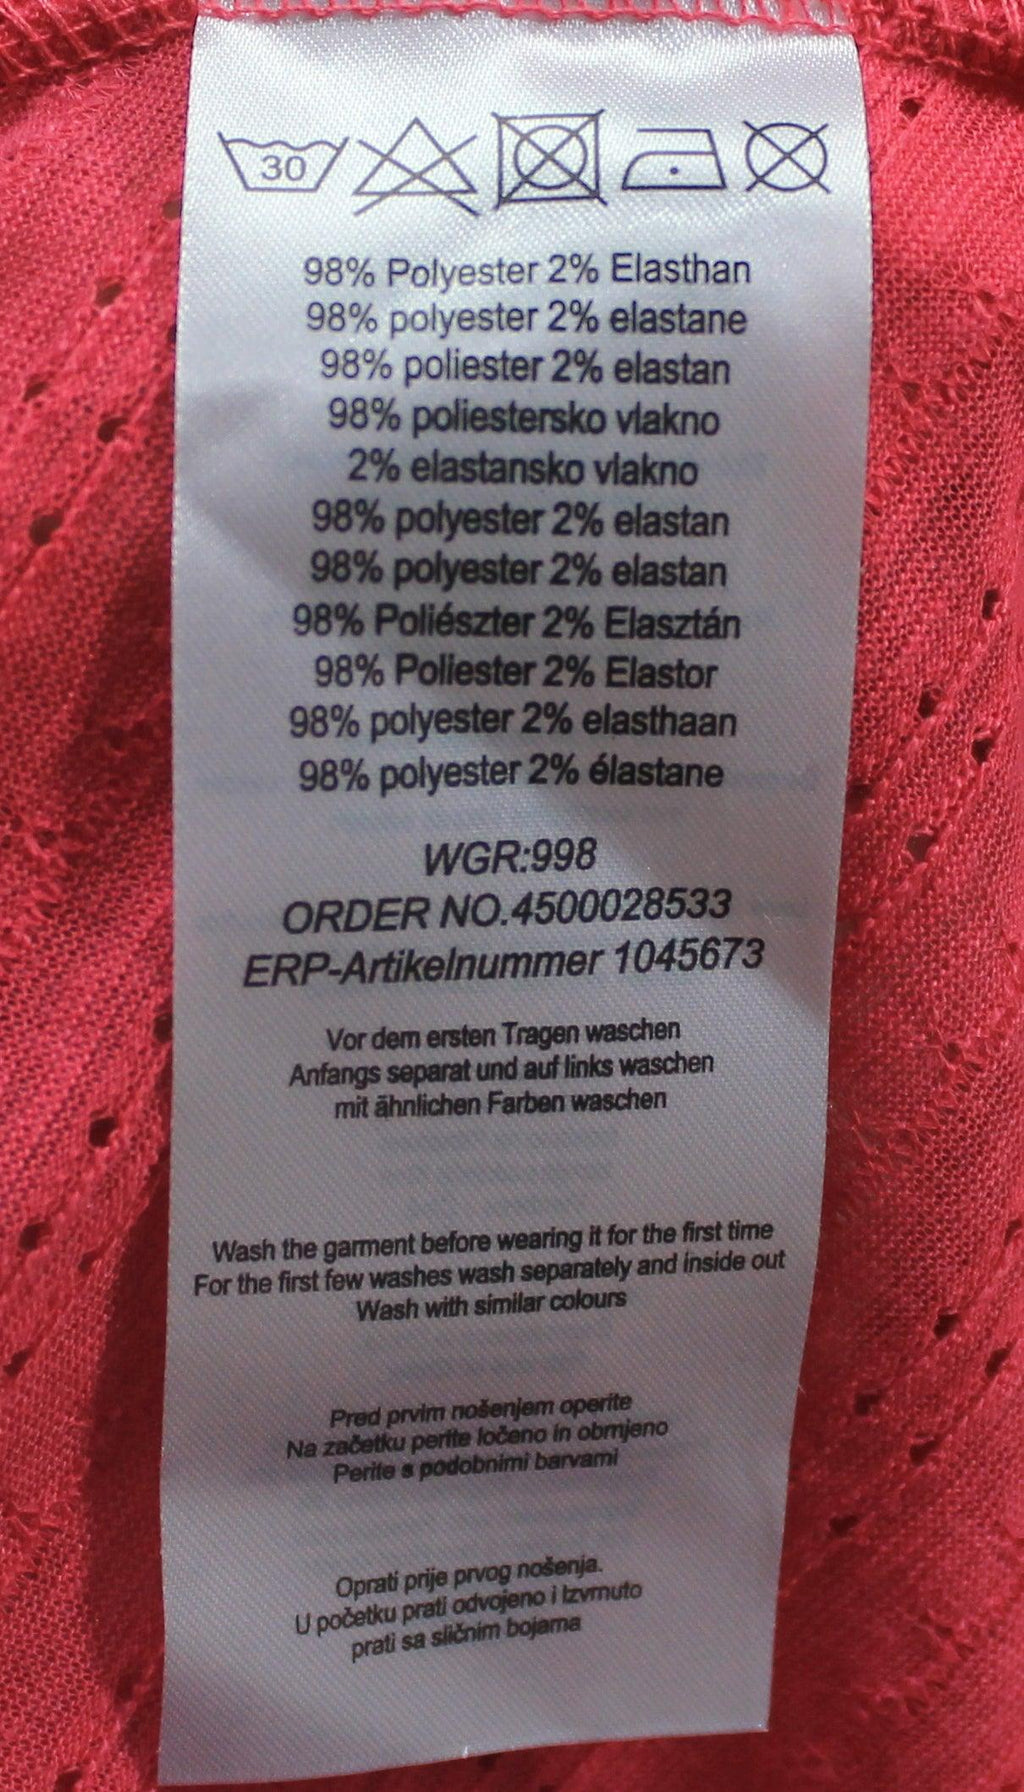 30
98% Polyester 2% Elasthan
98% polyester 2% elastane
98% poliester 2% elastan
98% poliestersko vlakno
2% elastansko vlakno
98% polyester 2% elastan
98% polyester 2% elastan
98% Poliészter 2% Elasztán
98% Poliester 2% Elastor
98% polyester 2% elasthaan
98% polyester 2% élastane
WGR:998
ORDER NO.4500028533
ERP-Artikelnummer 1045673
Vor dem ersten Tragen waschen
Anfangs separat und auf links waschen
mit ähnlichen Farben waschen
Wash the garment before wearing it for the first time
For the first few washes wash separately and inside out
Wash with similar colours
Pred prvim nošenjem operite
Na začetku perite ločeno in obrnjeno
Perite s podobnimi barvami
Oprati prije prvog nošenja.
U početku prati odvojeno i Izvrnuto
prati sa sličnim bojama